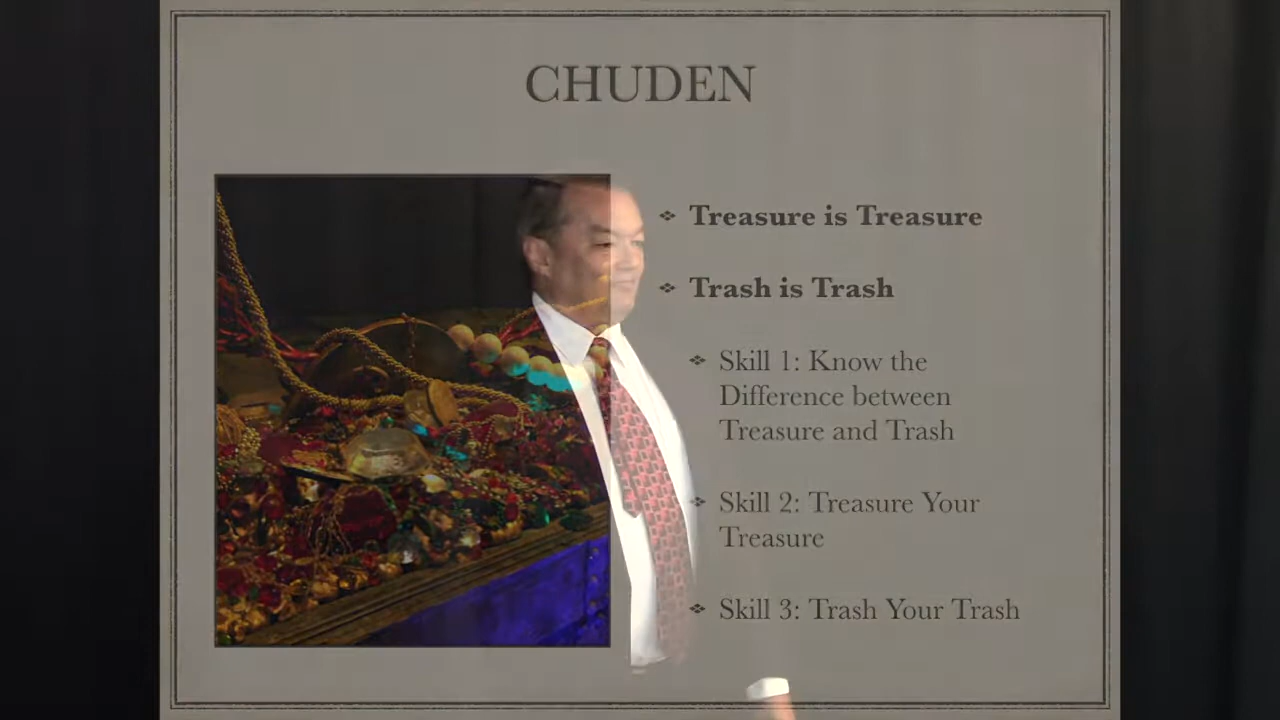 CHUDEN
Treasure is Treasure
Trash is Trash
Skill 1: Know the
Difference between
Treasure and Trash
Skill 2: Treasure Your
Treasure
Skill 3: Trash Your Trash